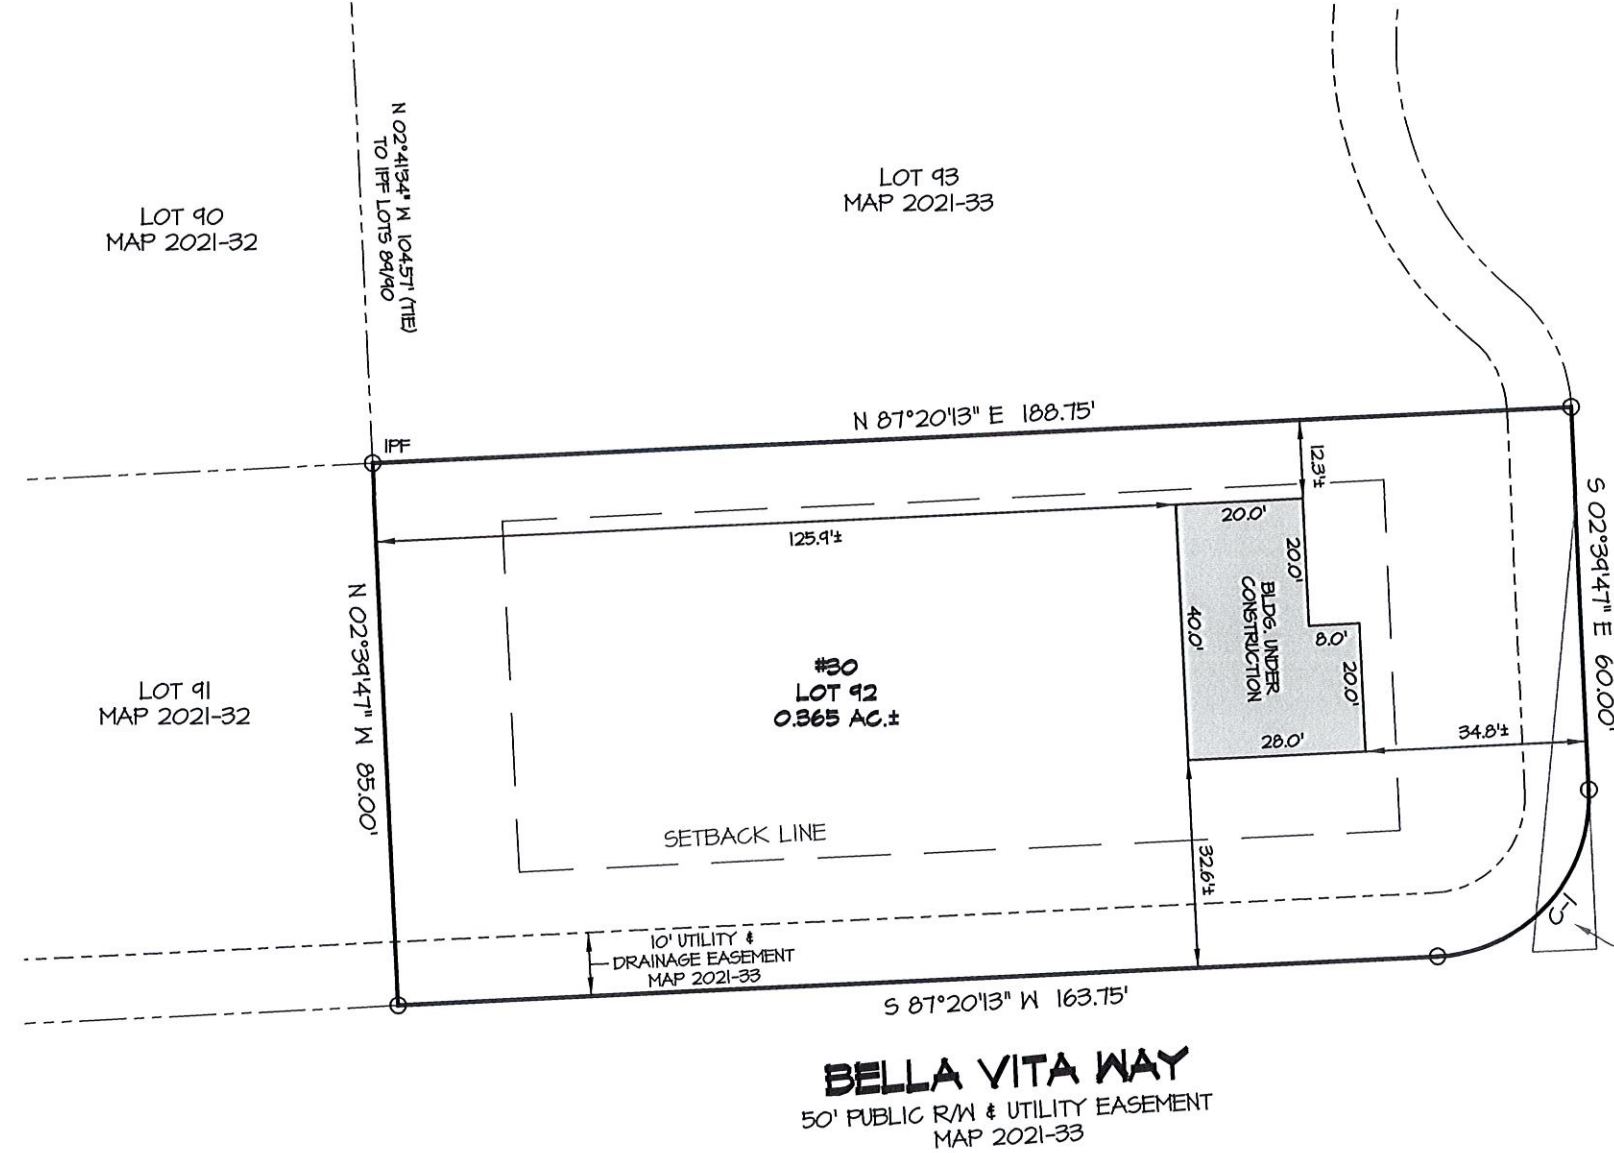 N 02°41'34" W 104.57' (TIE)
TO IPF LOTS 89/90
LOT 90
MAP 2021-32
LOT 93
MAP 2021-33
N 87°20'13" E 188.75'
IPF
12.3'±
20.0'
125.9'±
20.0'
BLDG. UNDER
CONSTRUCTION
40.0'
8.0'
20.0'
28.0'
34.8'±
S 02°39'47" E 60.00'
N 02°39'47" W 85.00'
#30
LOT 92
0.365 AC.±
LOT 91
MAP 2021-32
SETBACK LINE
32.6'±
10' UTILITY &
DRAINAGE EASEMENT
MAP 2021-33
S 87°20'13" W 163.75'
BELLA VITA WAY
50' PUBLIC R/W & UTILITY EASEMENT
MAP 2021-33